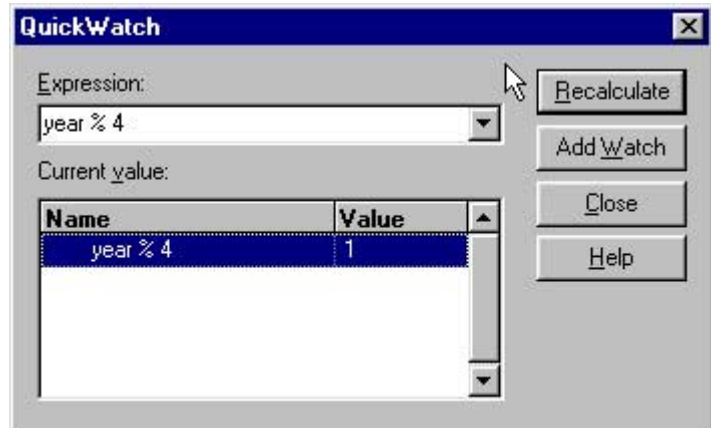 QuickWatch
Expression:
year % 4
Current value:
Name Value
year % 4 1
Recalculate
Add Watch
Close
Help